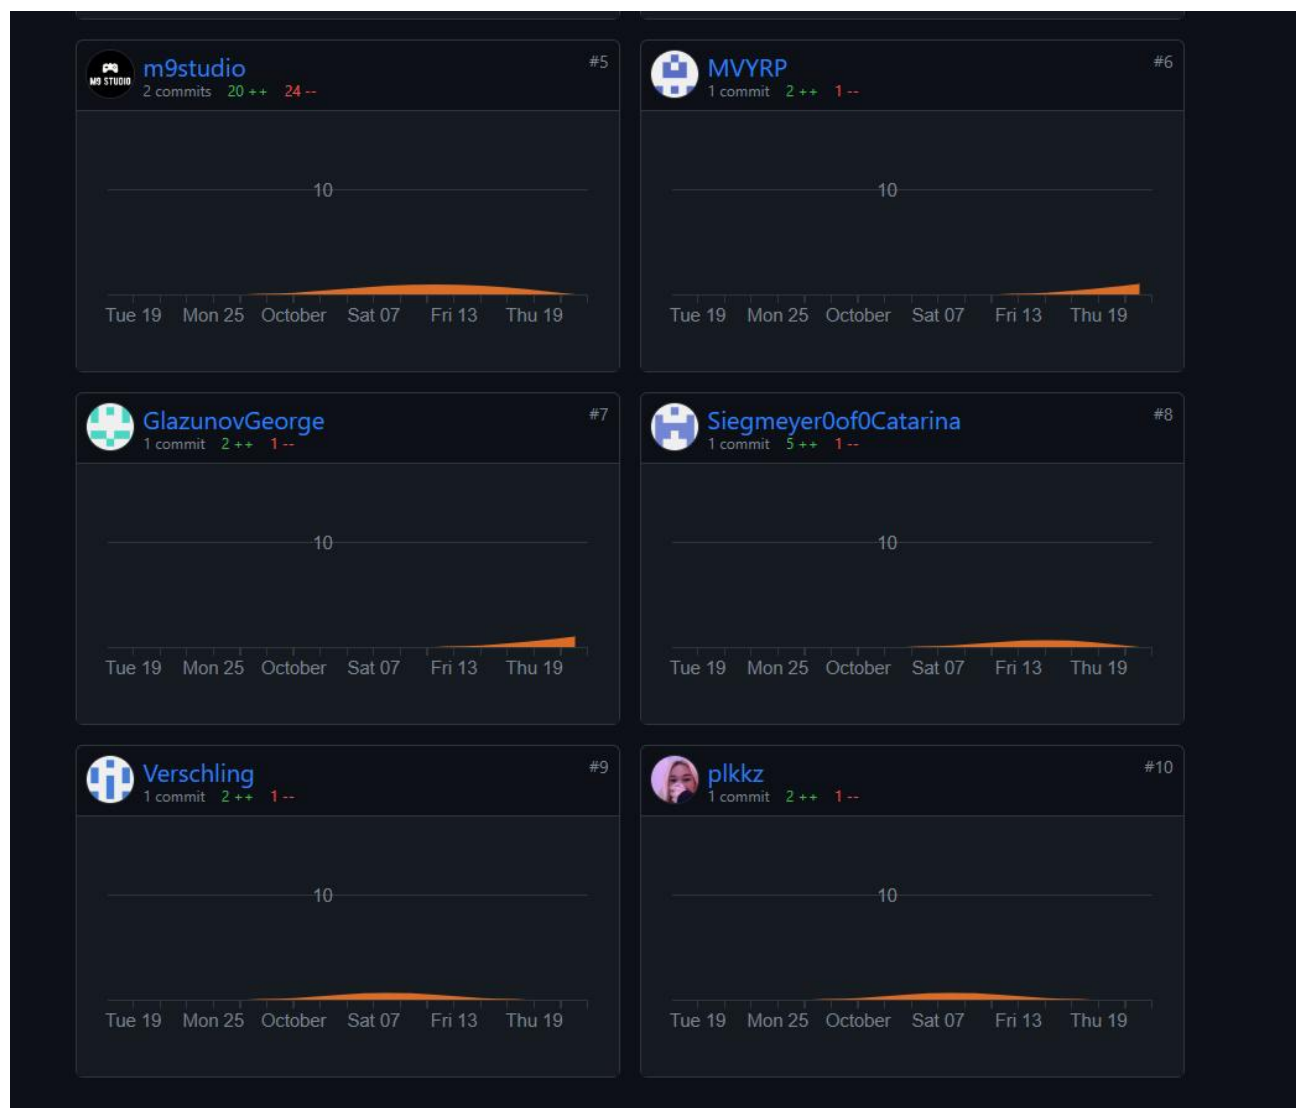 m9studio #5
M9 STUDIO
2 commits 20 ++ 24 --
10
Tue 19 Mon 25 October Sat 07 Fri 13 Thu 19
MVYRP #6
1 commit 2 ++ 1 --
10
Tue 19 Mon 25 October Sat 07 Fri 13 Thu 19
GlazunovGeorge #7
1 commit 2 ++ 1 --
10
Tue 19 Mon 25 October Sat 07 Fri 13 Thu 19
Siegmeyer0of0Catarina #8
1 commit 5 ++ 1 --
10
Tue 19 Mon 25 October Sat 07 Fri 13 Thu 19
Verschling #9
1 commit 2 ++ 1 --
10
Tue 19 Mon 25 October Sat 07 Fri 13 Thu 19
plkkz #10
1 commit 2 ++ 1 --
10
Tue 19 Mon 25 October Sat 07 Fri 13 Thu 19